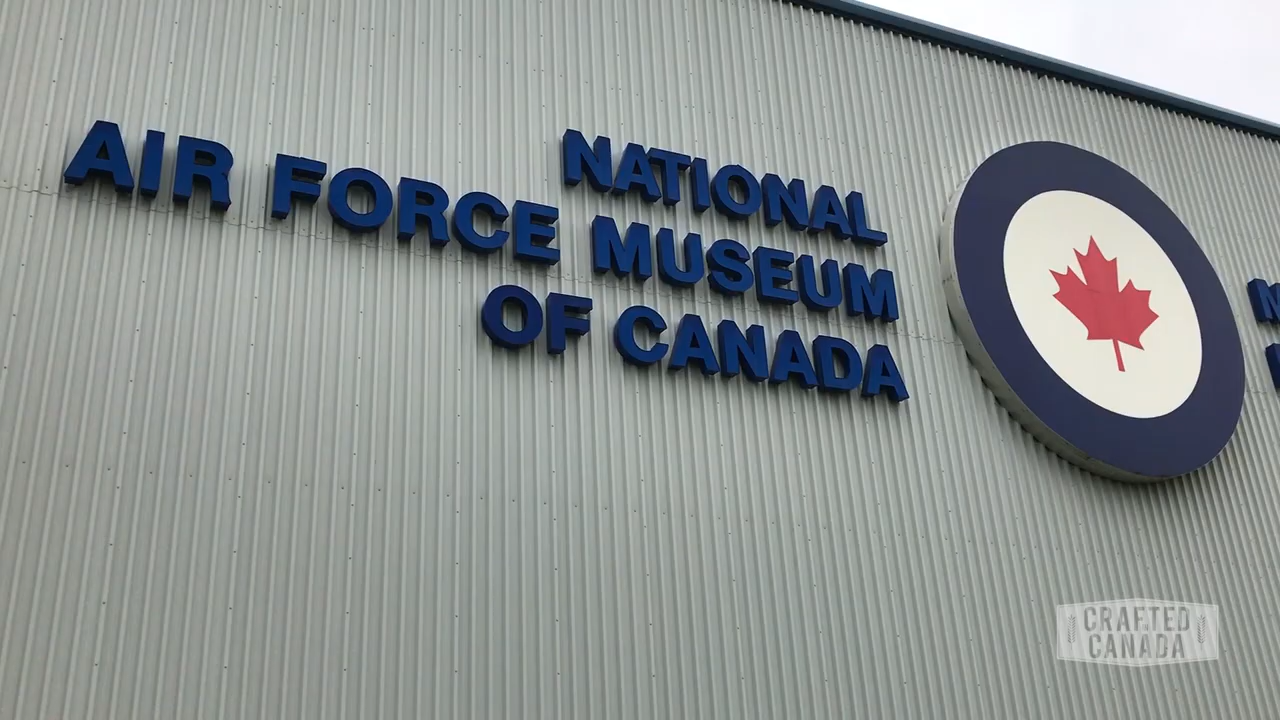 NATIONAL
AIR FORCE MUSEUM
OF CANADA
M
CRAFTED
CANADA